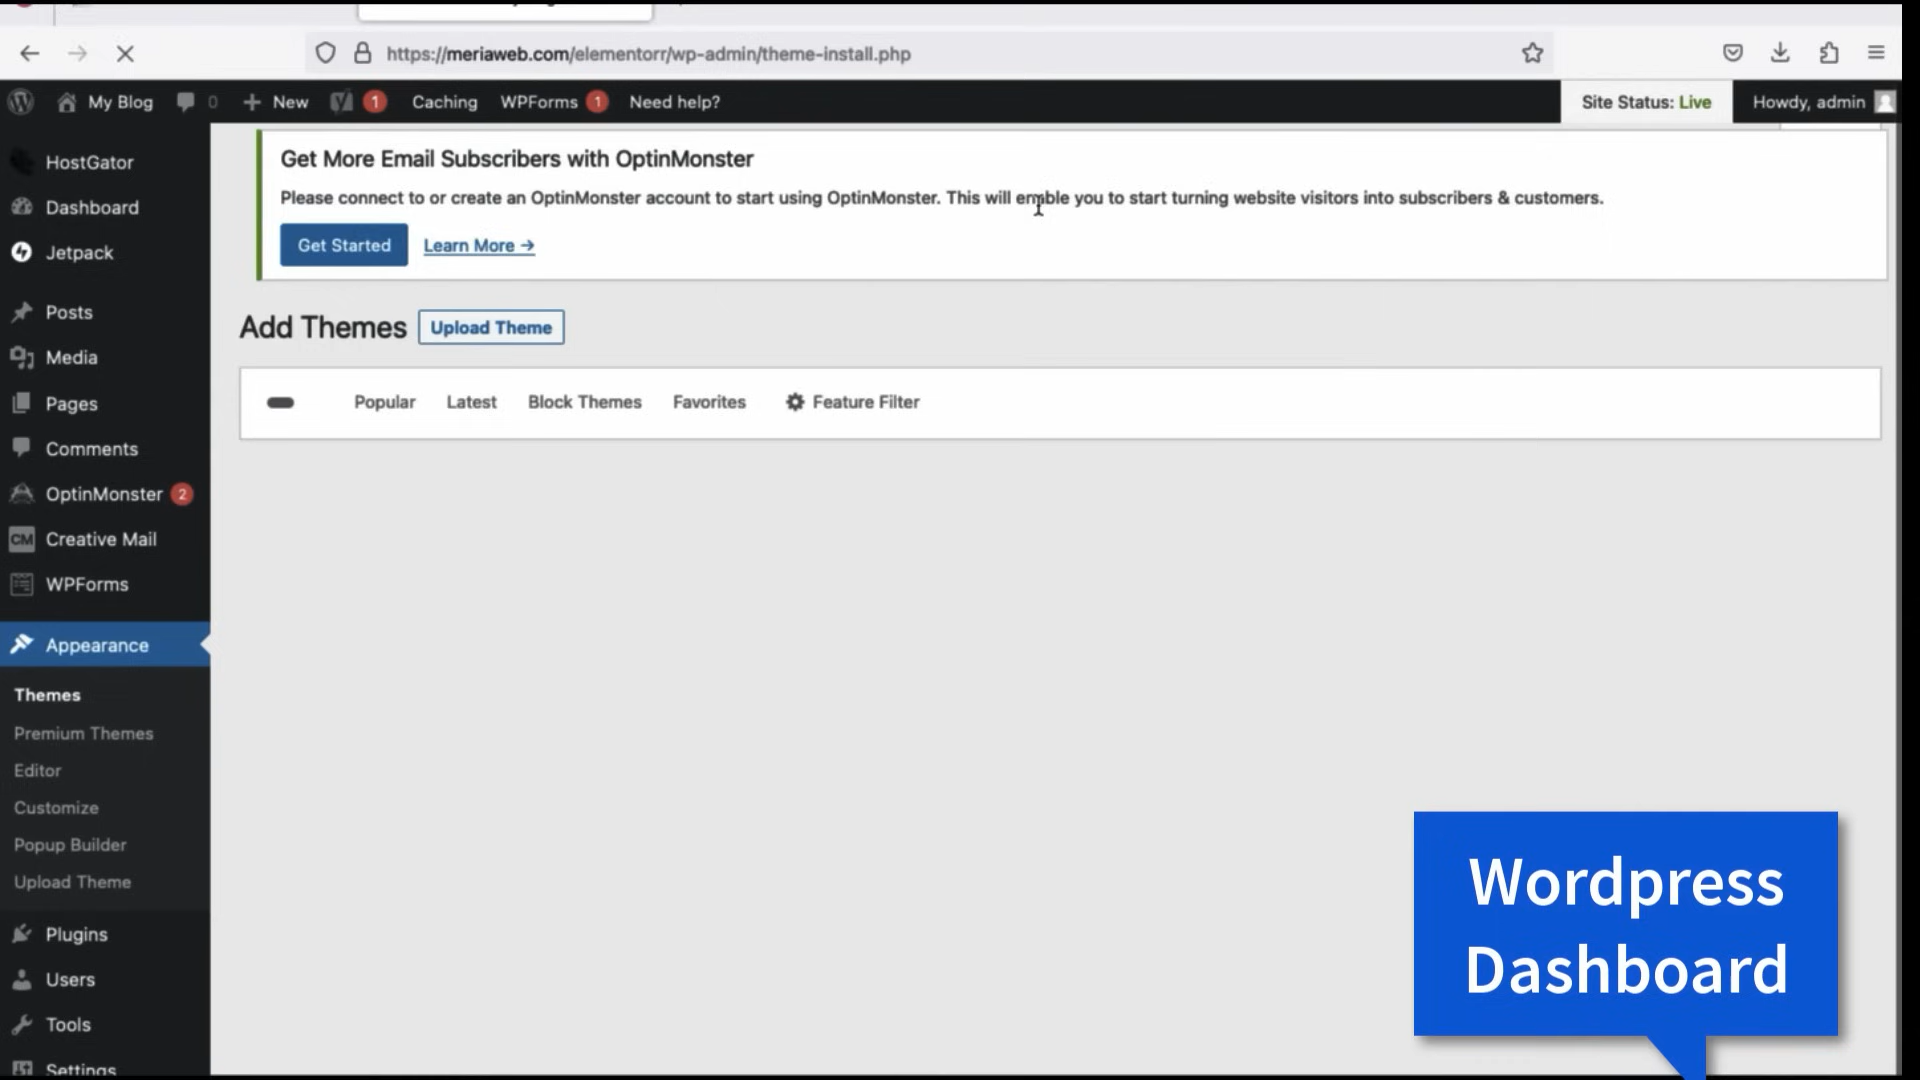 https://meriaweb.com/elementorr/wp-admin/theme-install.php
My Blog 0 New 1 Caching WPForms 1 Need help? Site Status: Live Howdy, admin
HostGator
Dashboard
Jetpack
Posts
Media
Pages
Comments
OptinMonster 2
CM Creative Mail
WPForms
Appearance
Themes
Premium Themes
Editor
Customize
Popup Builder
Upload Theme
Plugins
Users
Tools
Settings
Get More Email Subscribers with OptinMonster
Please connect to or create an OptinMonster account to start using OptinMonster. This will enable you to start turning website visitors into subscribers & customers.
Get Started Learn More →
Add Themes Upload Theme
Popular Latest Block Themes Favorites Feature Filter
Wordpress
Dashboard